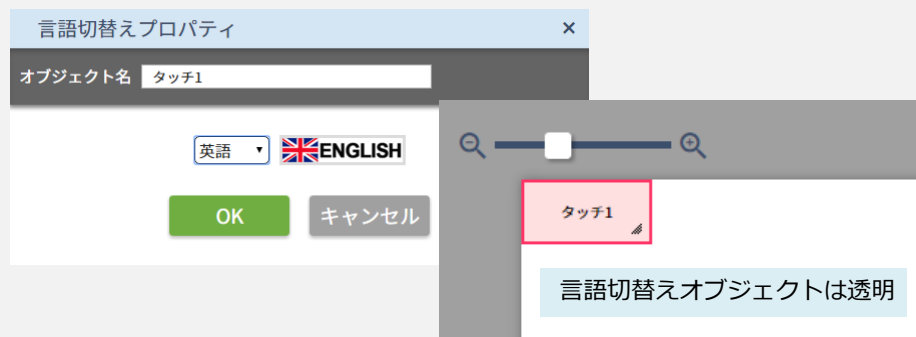 言語切替えプロパティ ×
オブジェクト名 タッチ1
英語 ENGLISH
OK キャンセル
タッチ1
言語切替えオブジェクトは透明